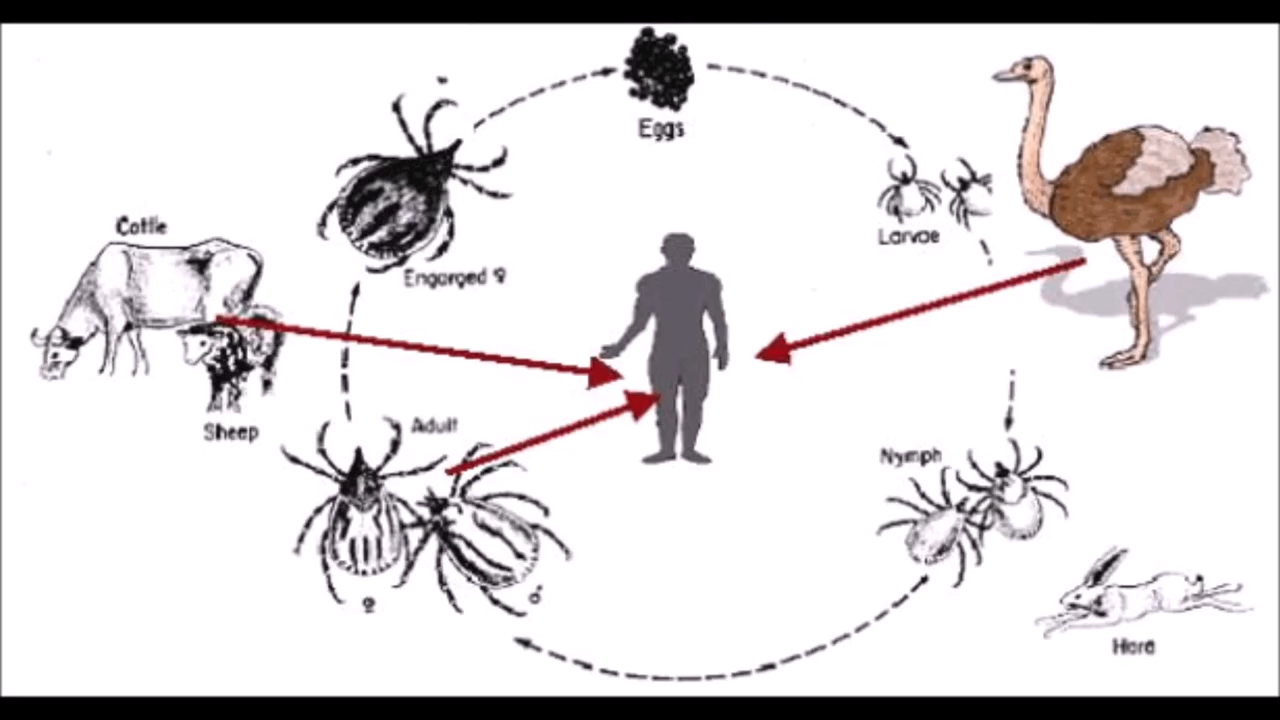 Eggs
Larvae
Cattle
Engorged ♀
Sheep
Adult
Nymph
♀
♂
Hare